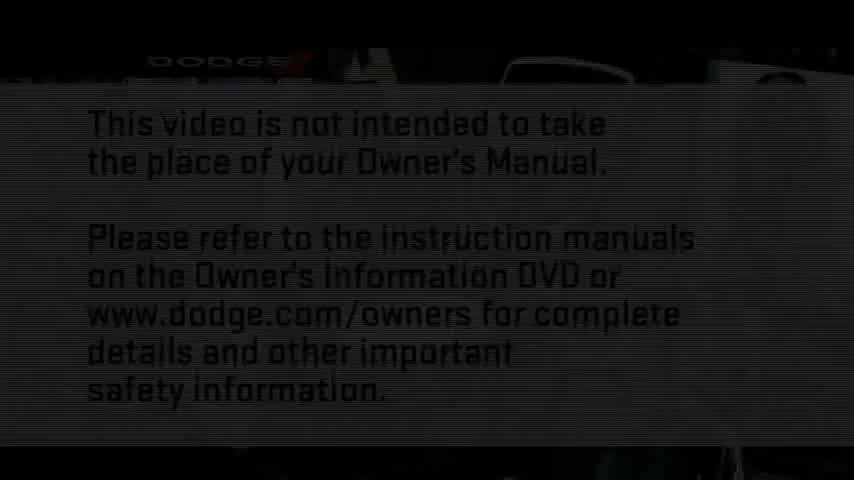 DODGE
This video is not intended to take
the place of your Owner's Manual.
Please refer to the instruction manuals
on the Owner's Information DVD or
www.dodge.com/owners for complete
details and other important
safety information.